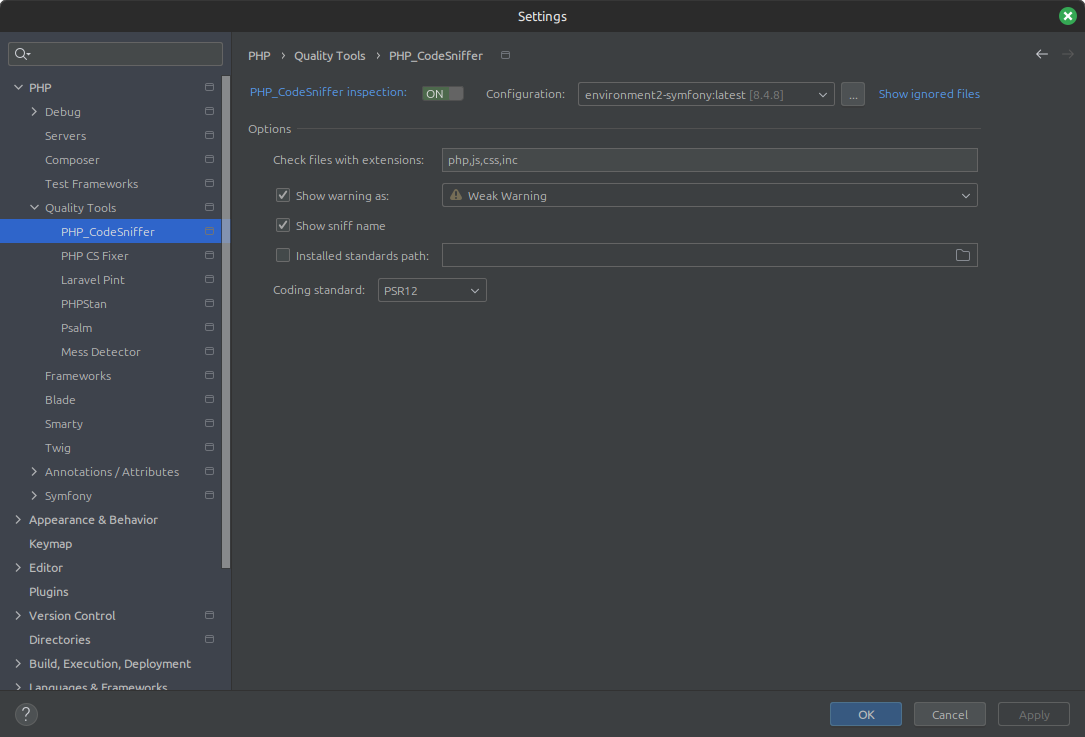 Settings
PHP
Debug
Servers
Composer
Test Frameworks
Quality Tools
PHP_CodeSniffer
PHP CS Fixer
Laravel Pint
PHPStan
Psalm
Mess Detector
Frameworks
Blade
Smarty
Twig
Annotations / Attributes
Symfony
Appearance & Behavior
Keymap
Editor
Plugins
Version Control
Directories
Build, Execution, Deployment
Languages & Frameworks
PHP › Quality Tools › PHP_CodeSniffer
PHP_CodeSniffer inspection: ON Configuration: environment2-symfony:latest [8.4.8] ... Show ignored files
Options
Check files with extensions: php,js,css,inc
Show warning as: Weak Warning
Show sniff name
Installed standards path:
Coding standard: PSR12
? OK Cancel Apply